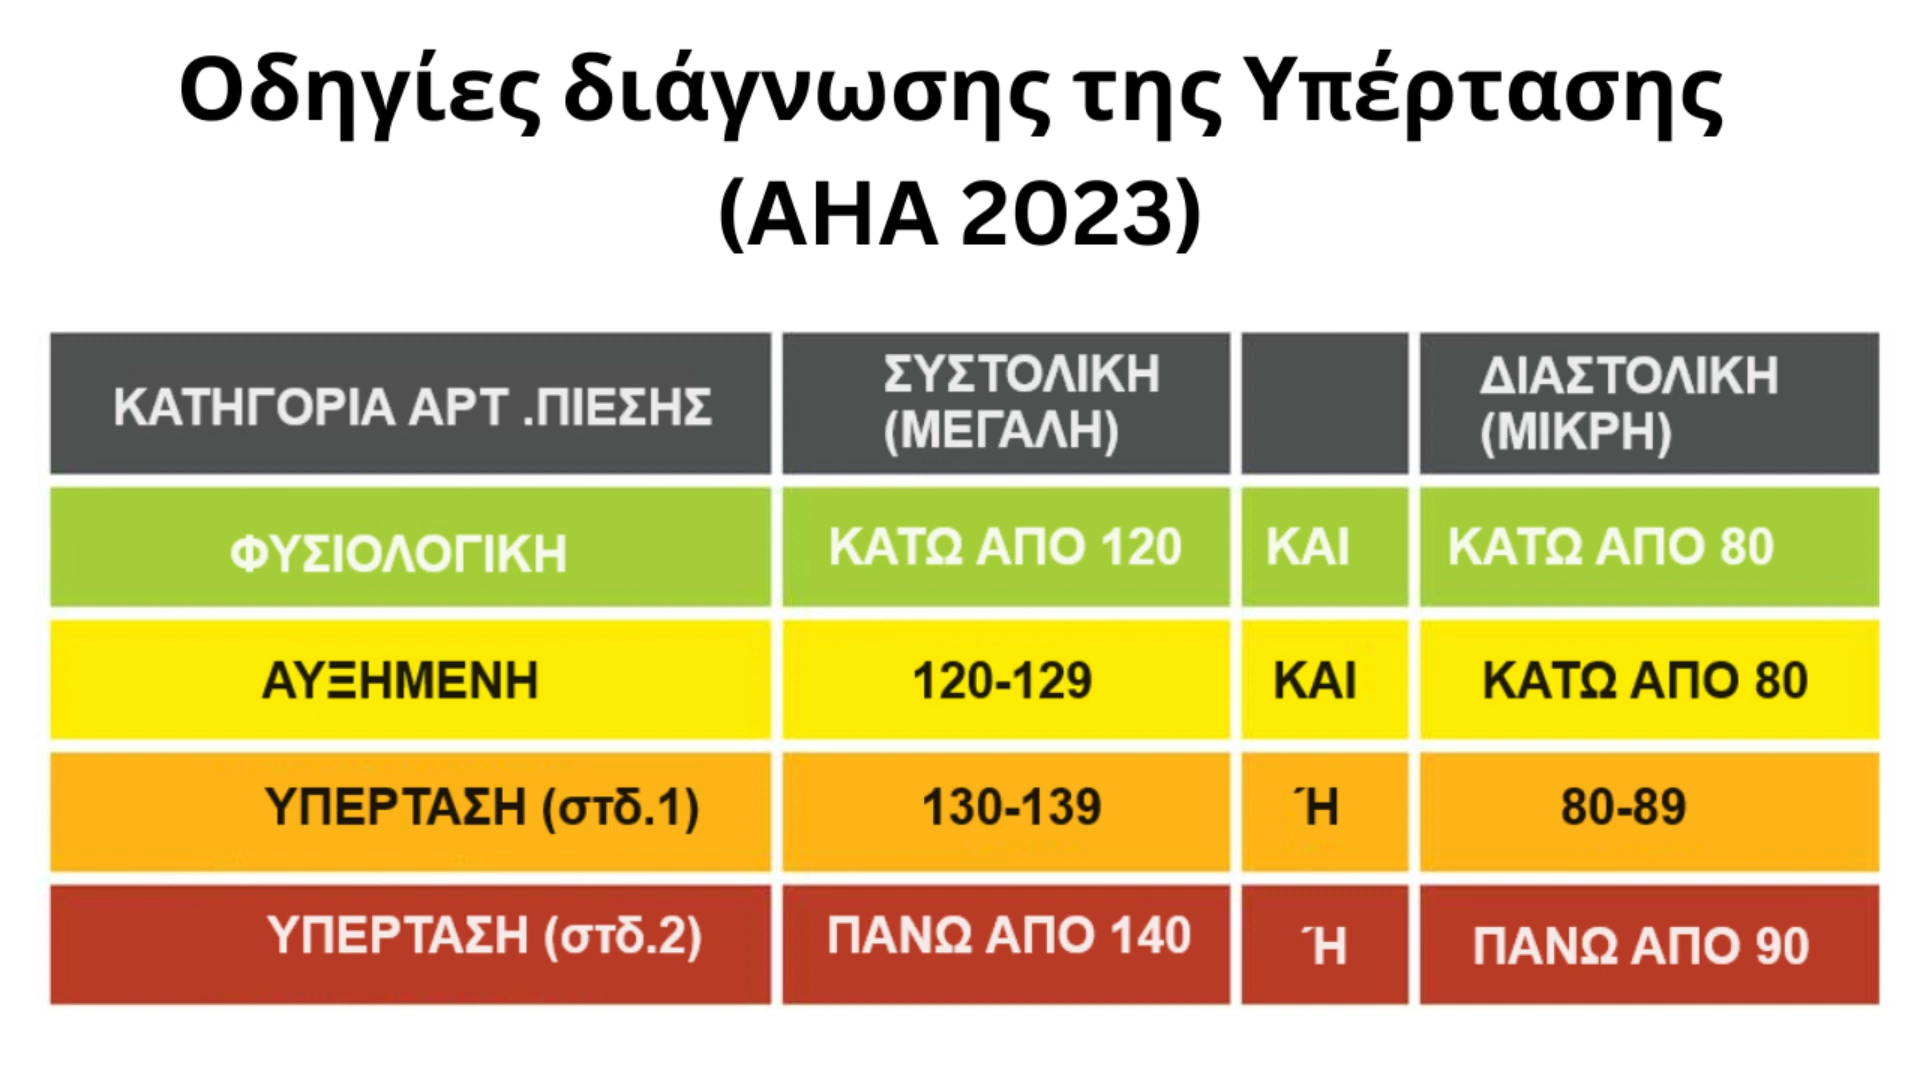 Οδηγίες διάγνωσης της Υπέρτασης
(AHA 2023)
ΚΑΤΗΓΟΡΙΑ ΑΡΤ .ΠΙΕΣΗΣ
ΣΥΣΤΟΛΙΚΗ
(ΜΕΓΑΛΗ)
ΔΙΑΣΤΟΛΙΚΗ
(ΜΙΚΡΗ)
ΦΥΣΙΟΛΟΓΙΚΗ ΚΑΤΩ ΑΠΟ 120 ΚΑΙ ΚΑΤΩ ΑΠΟ 80
ΑΥΞΗΜΕΝΗ 120-129 ΚΑΙ ΚΑΤΩ ΑΠΟ 80
ΥΠΕΡΤΑΣΗ (στδ.1) 130-139 Ή 80-89
ΥΠΕΡΤΑΣΗ (στδ.2) ΠΑΝΩ ΑΠΟ 140 Ή ΠΑΝΩ ΑΠΟ 90